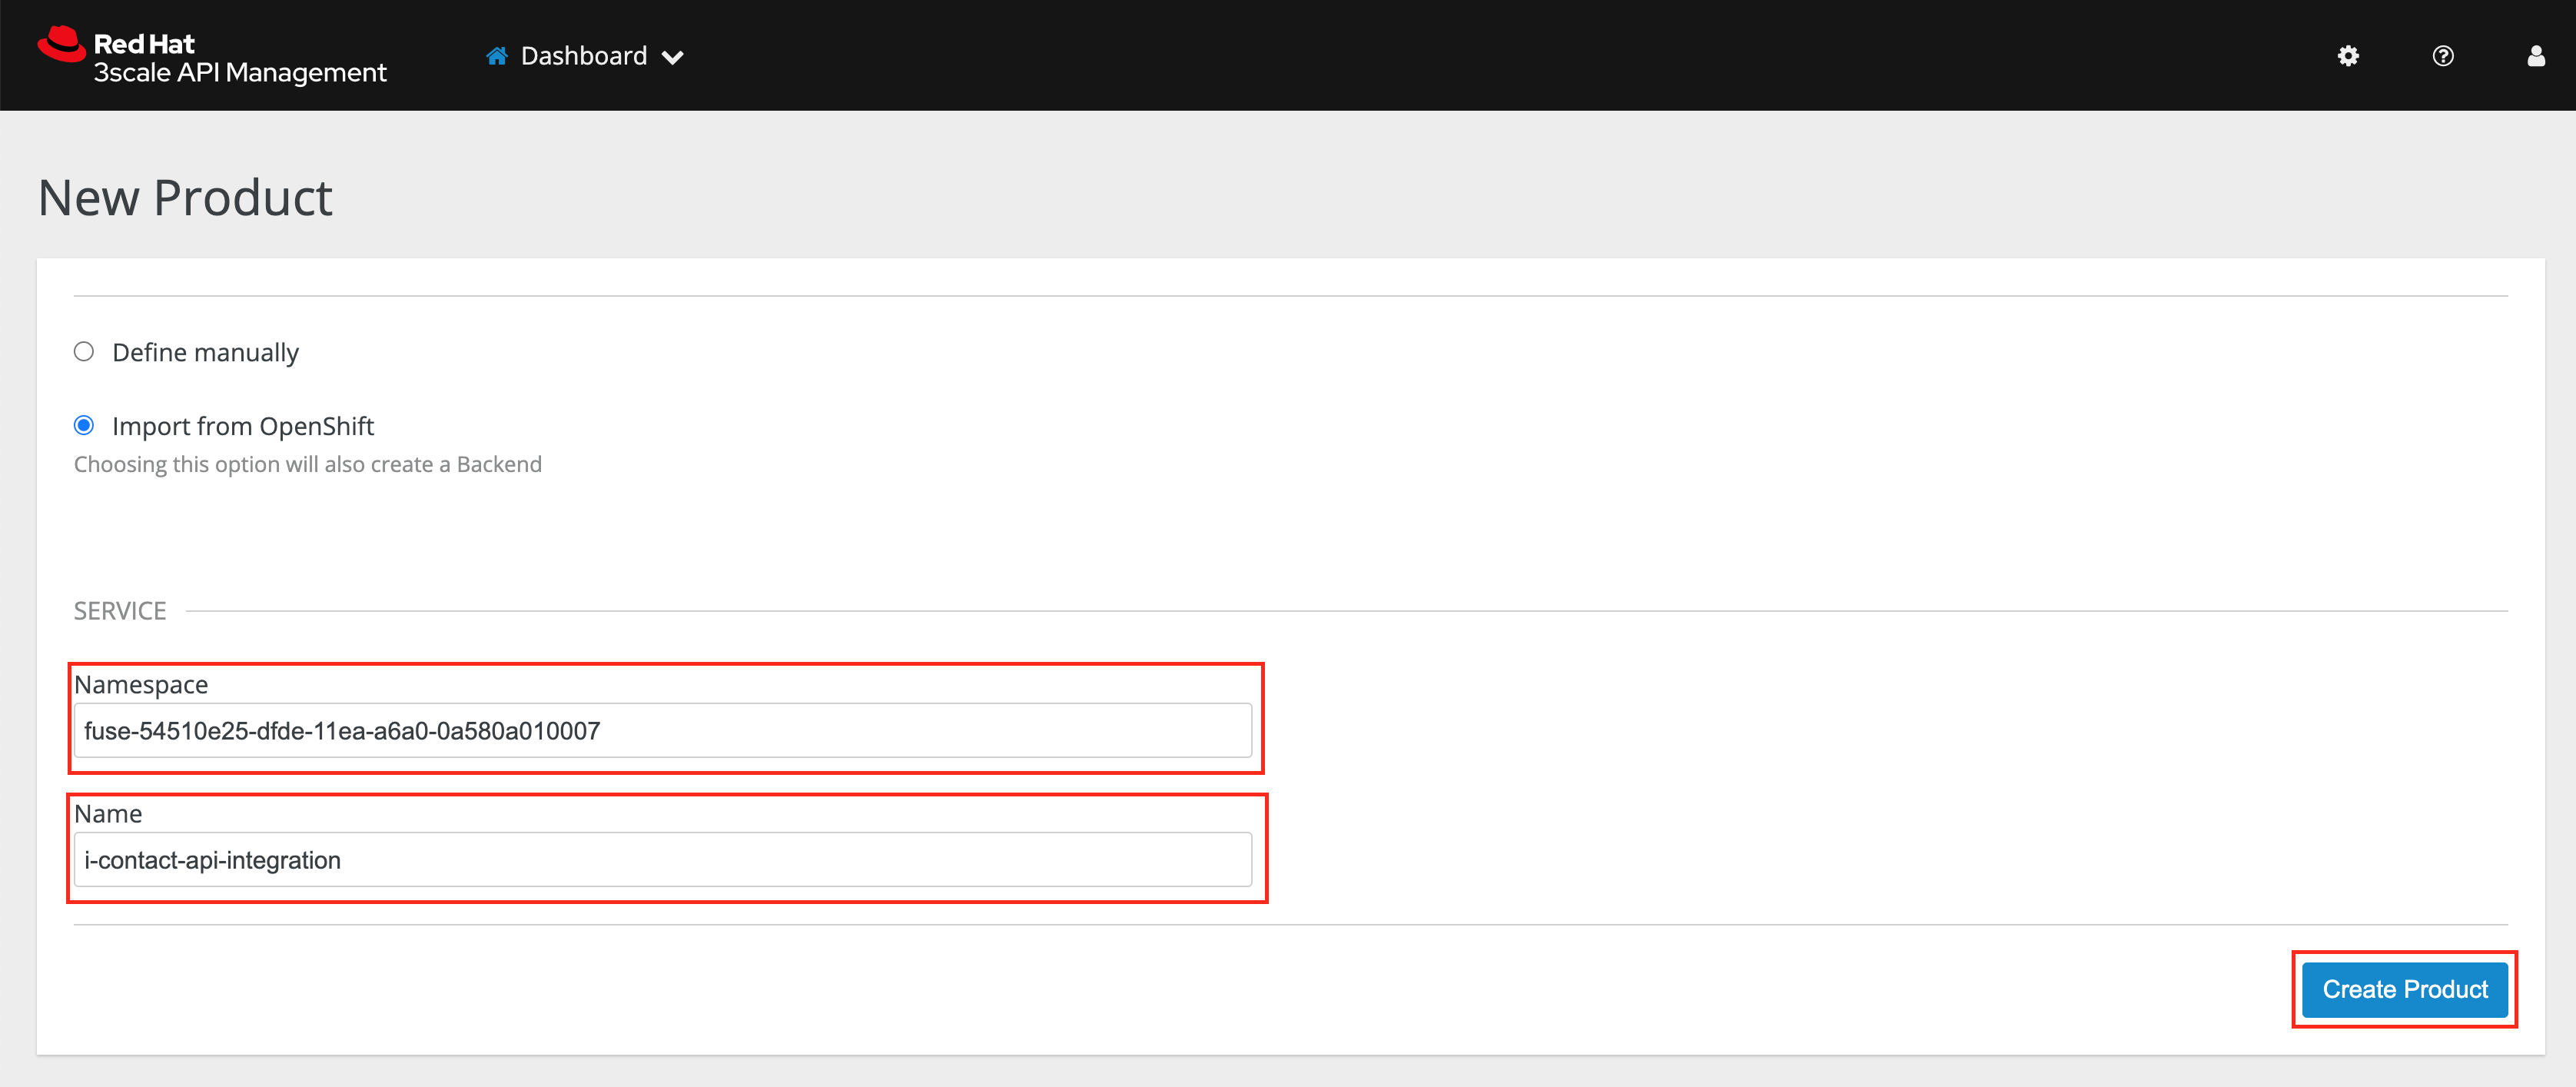 Red Hat
3scale API Management
Dashboard
New Product
Define manually
Import from OpenShift
Choosing this option will also create a Backend
SERVICE
Namespace
fuse-54510e25-dfde-11ea-a6a0-0a580a010007
Name
i-contact-api-integration
Create Product